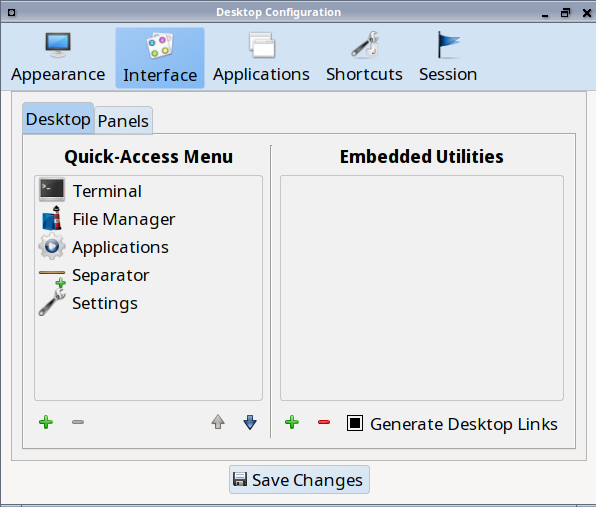 Desktop Configuration
Appearance Interface Applications Shortcuts Session
Desktop Panels
Quick-Access Menu Embedded Utilities
Terminal
File Manager
Applications
Separator
Settings
Generate Desktop Links
Save Changes